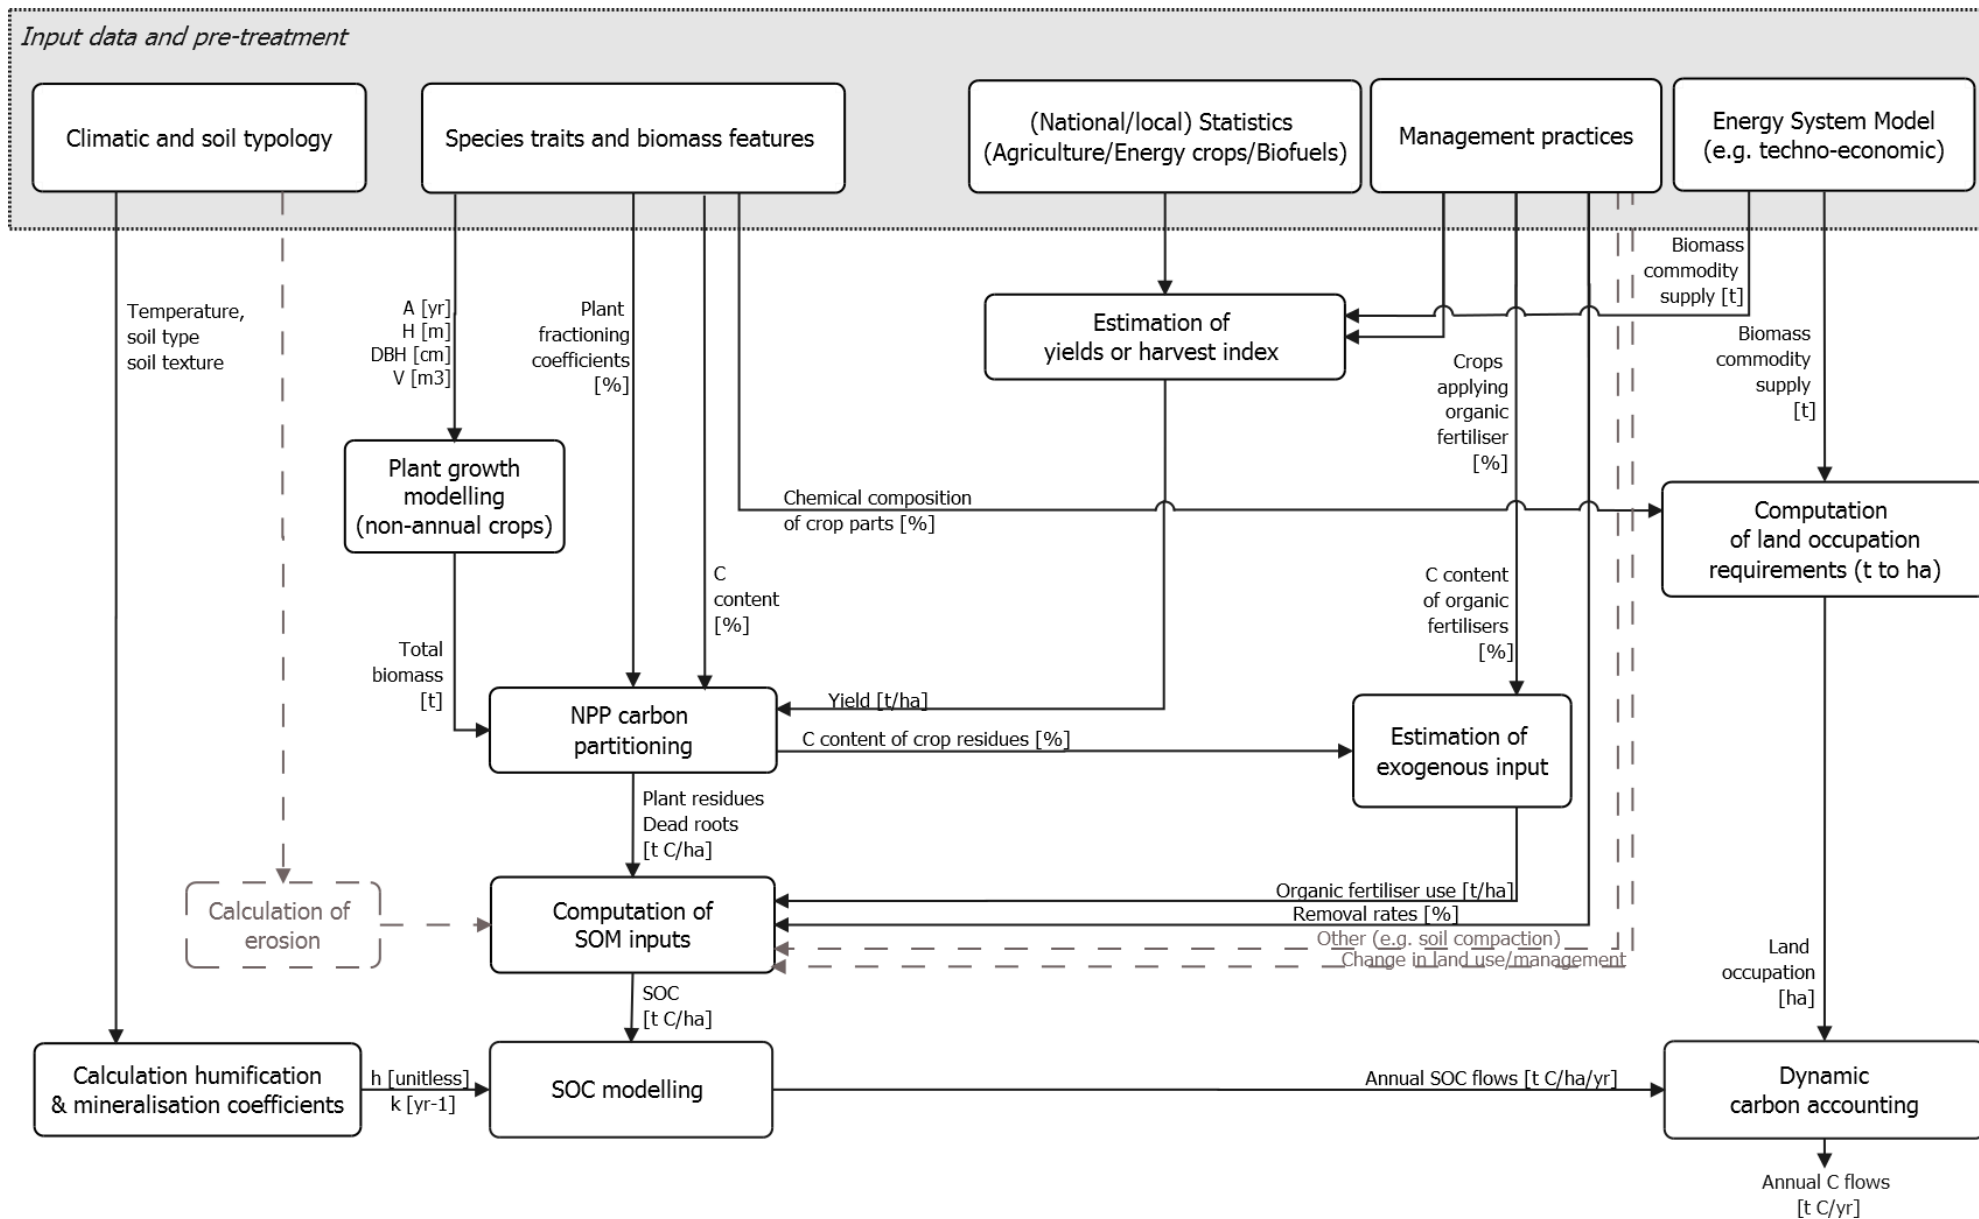 Input data and pre-treatment
Climatic and soil typology
Species traits and biomass features
(National/local) Statistics
(Agriculture/Energy crops/Biofuels)
Management practices
Energy System Model
(e.g. techno-economic)
Biomass
commodity
supply [t]
Temperature,
soil type
soil texture
A [yr]
H [m]
DBH [cm]
V [m3]
Plant
fractioning
coefficients
[%]
Estimation of
yields or harvest index
Crops
applying
organic
fertiliser
[%]
Biomass
commodity
supply
[t]
Plant growth
modelling
(non-annual crops)
Chemical composition
of crop parts [%]
Computation
of land occupation
requirements (t to ha)
C
content
[%]
C content
of organic
fertilisers
[%]
Total
biomass
[t]
NPP carbon
partitioning
Yield [t/ha]
C content of crop residues [%]
Estimation of
exogenous input
Plant residues
Dead roots
[t C/ha]
Calculation of
erosion
Computation of
SOM inputs
Organic fertiliser use [t/ha]
Removal rates [%]
Other (e.g. soil compaction)
Change in land use/management
Land
occupation
[ha]
SOC
[t C/ha]
Calculation humification
& mineralisation coefficients
h [unitless]
k [yr-1]
SOC modelling
Annual SOC flows [t C/ha/yr]
Dynamic
carbon accounting
Annual C flows
[t C/yr]